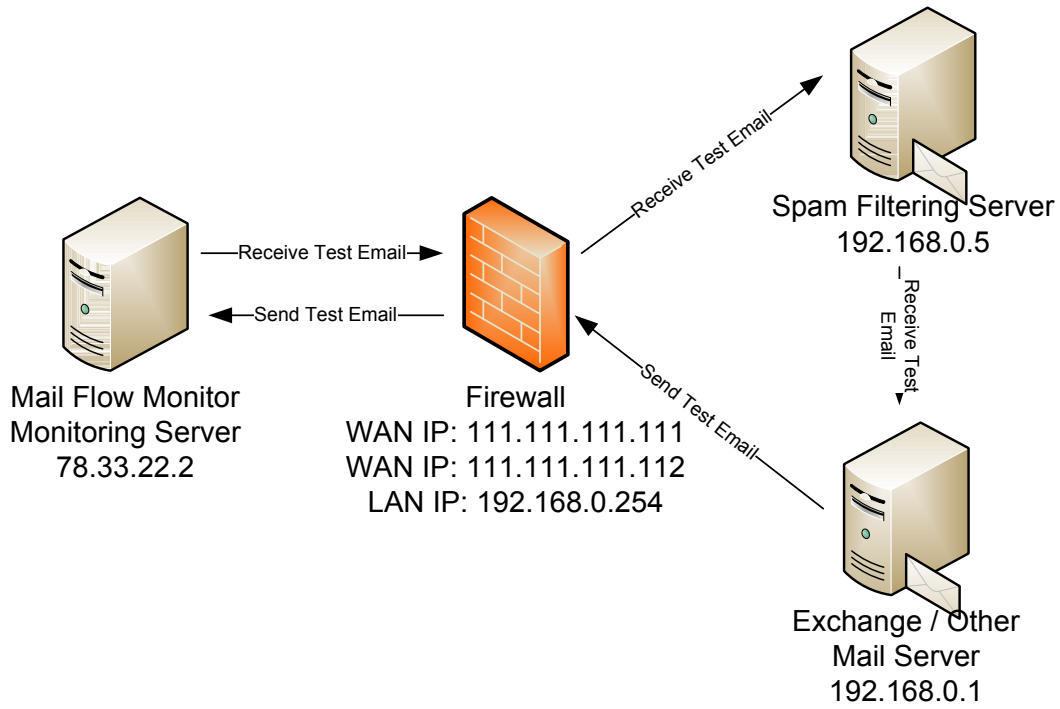 Receive Test Email
Spam Filtering Server
192.168.0.5
Receive Test Email
Send Test Email
Receive Test
Email
Mail Flow Monitor
Monitoring Server
78.33.22.2
Firewall
WAN IP: 111.111.111.111
WAN IP: 111.111.111.112
LAN IP: 192.168.0.254
Send Test Email
Exchange / Other
Mail Server
192.168.0.1